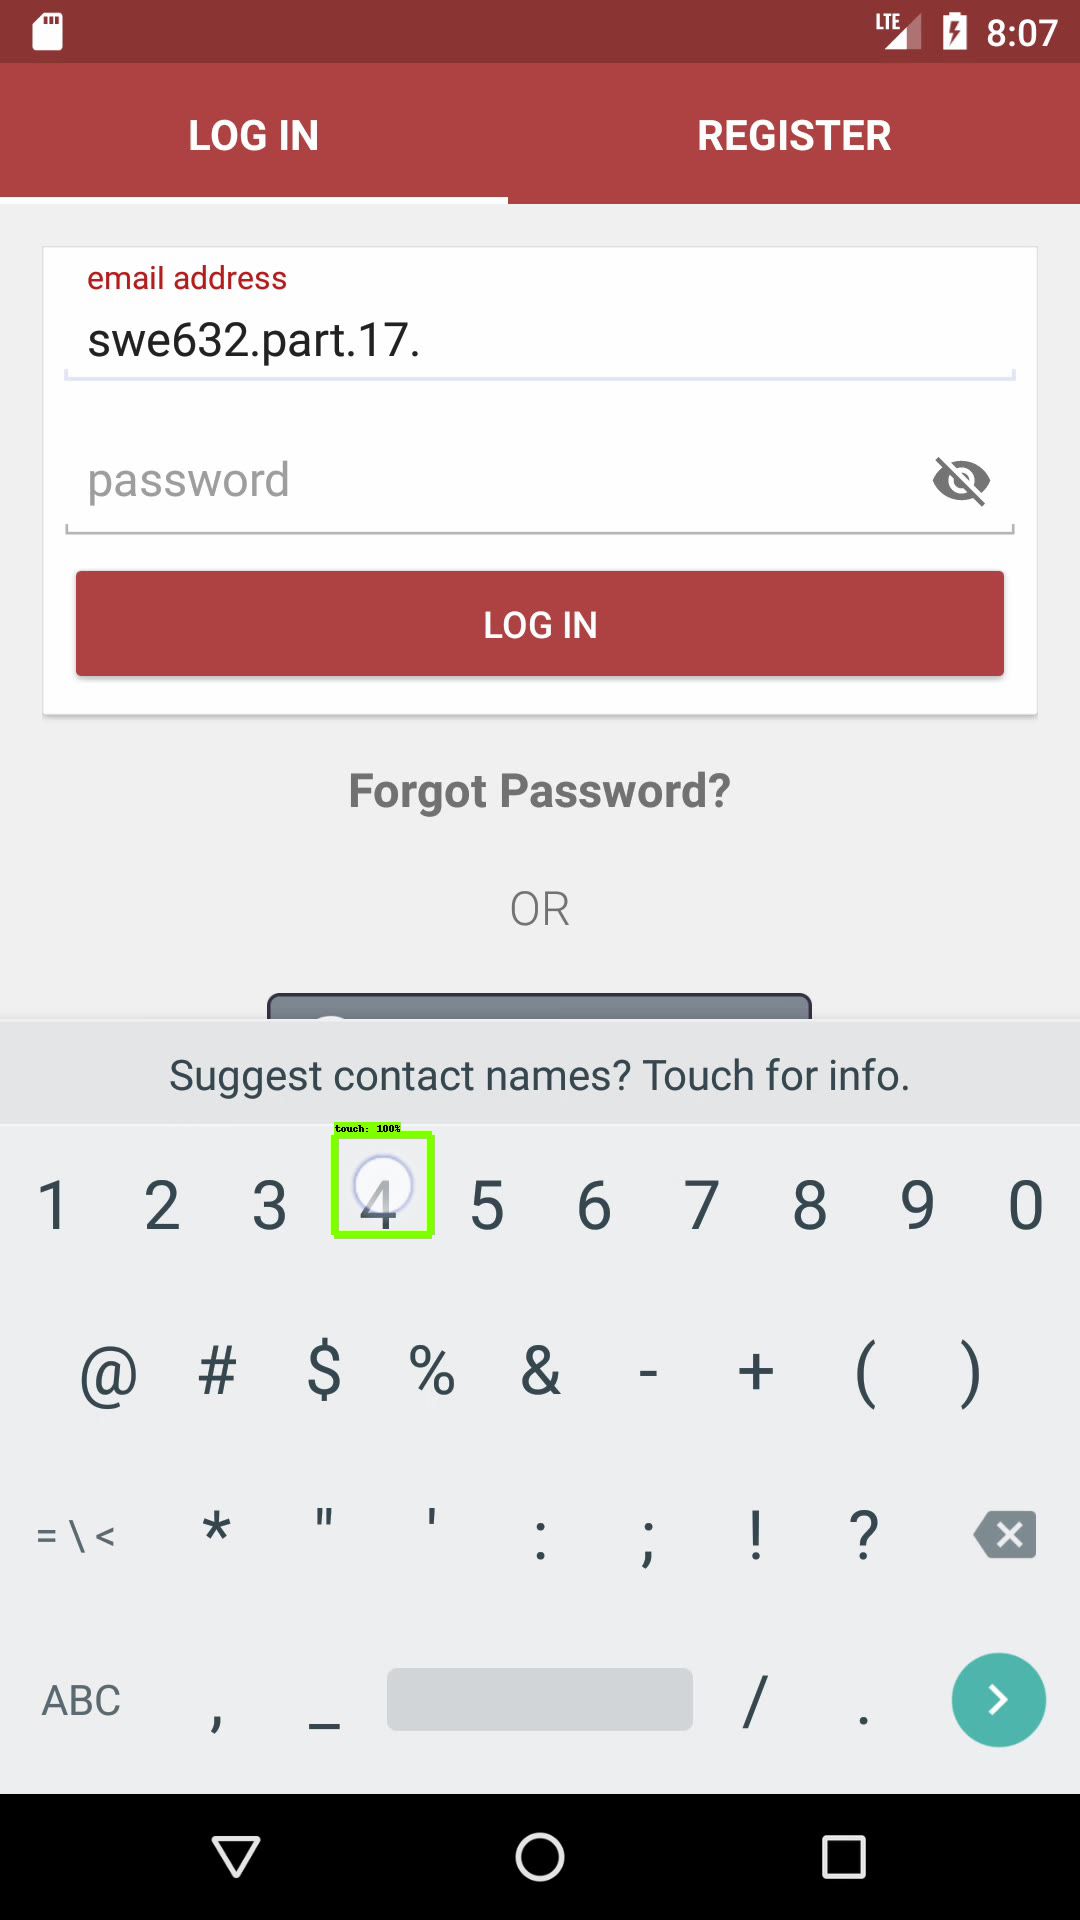 LTE 8:07
LOG IN REGISTER
email address
swe632.part.17.
password
LOG IN
Forgot Password?
OR
Suggest contact names? Touch for info.
touch: 100%
1 2 3 4 5 6 7 8 9 0
@ # $ % & - + ( )
= \ < * " ' : ; ! ?
ABC , _ / .